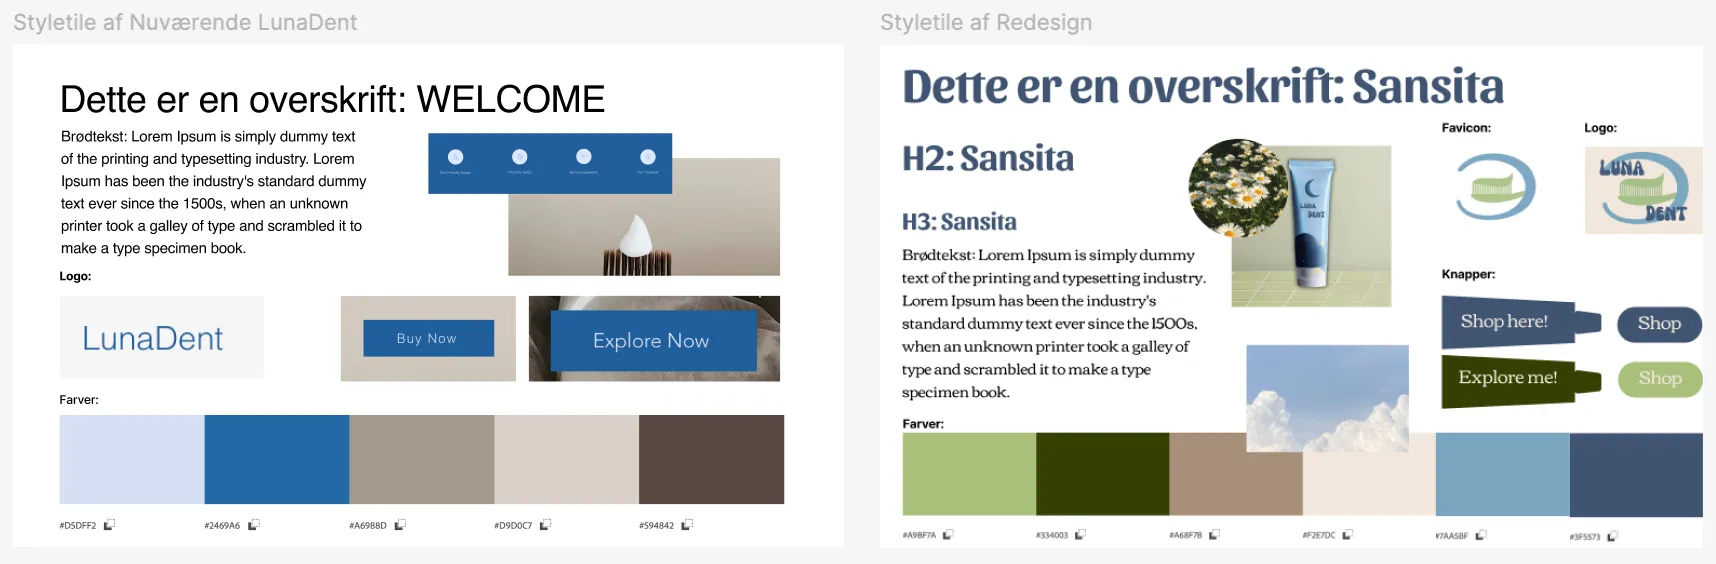 Styletile af Nuværende LunaDent
Dette er en overskrift: WELCOME
Brødtekst: Lorem Ipsum is simply dummy text
of the printing and typesetting industry. Lorem
Ipsum has been the industry's standard dummy
text ever since the 1500s, when an unknown
printer took a galley of type and scrambled it to
make a type specimen book.
Logo:
LunaDent
Buy Now
Explore Now
Farver:
#D5DFF2
#2469A6
#A6988D
#D9D0C7
#594842
Styletile af Redesign
Dette er en overskrift: Sansita
H2: Sansita
H3: Sansita
Brødtekst: Lorem Ipsum is simply dummy
text of the printing and typesetting industry.
Lorem Ipsum has been the industry's
standard dummy text ever since the 1500s,
when an unknown printer took a galley of
type and scrambled it to make a type
specimen book.
LUNA
DENT
Favicon:
Logo:
LUNA
DENT
Knapper:
Shop here!
Shop
Explore me!
Shop
Farver:
#A9BF7A
#334003
#A68F7B
#F2E7DC
#7AA5BF
#3F5573